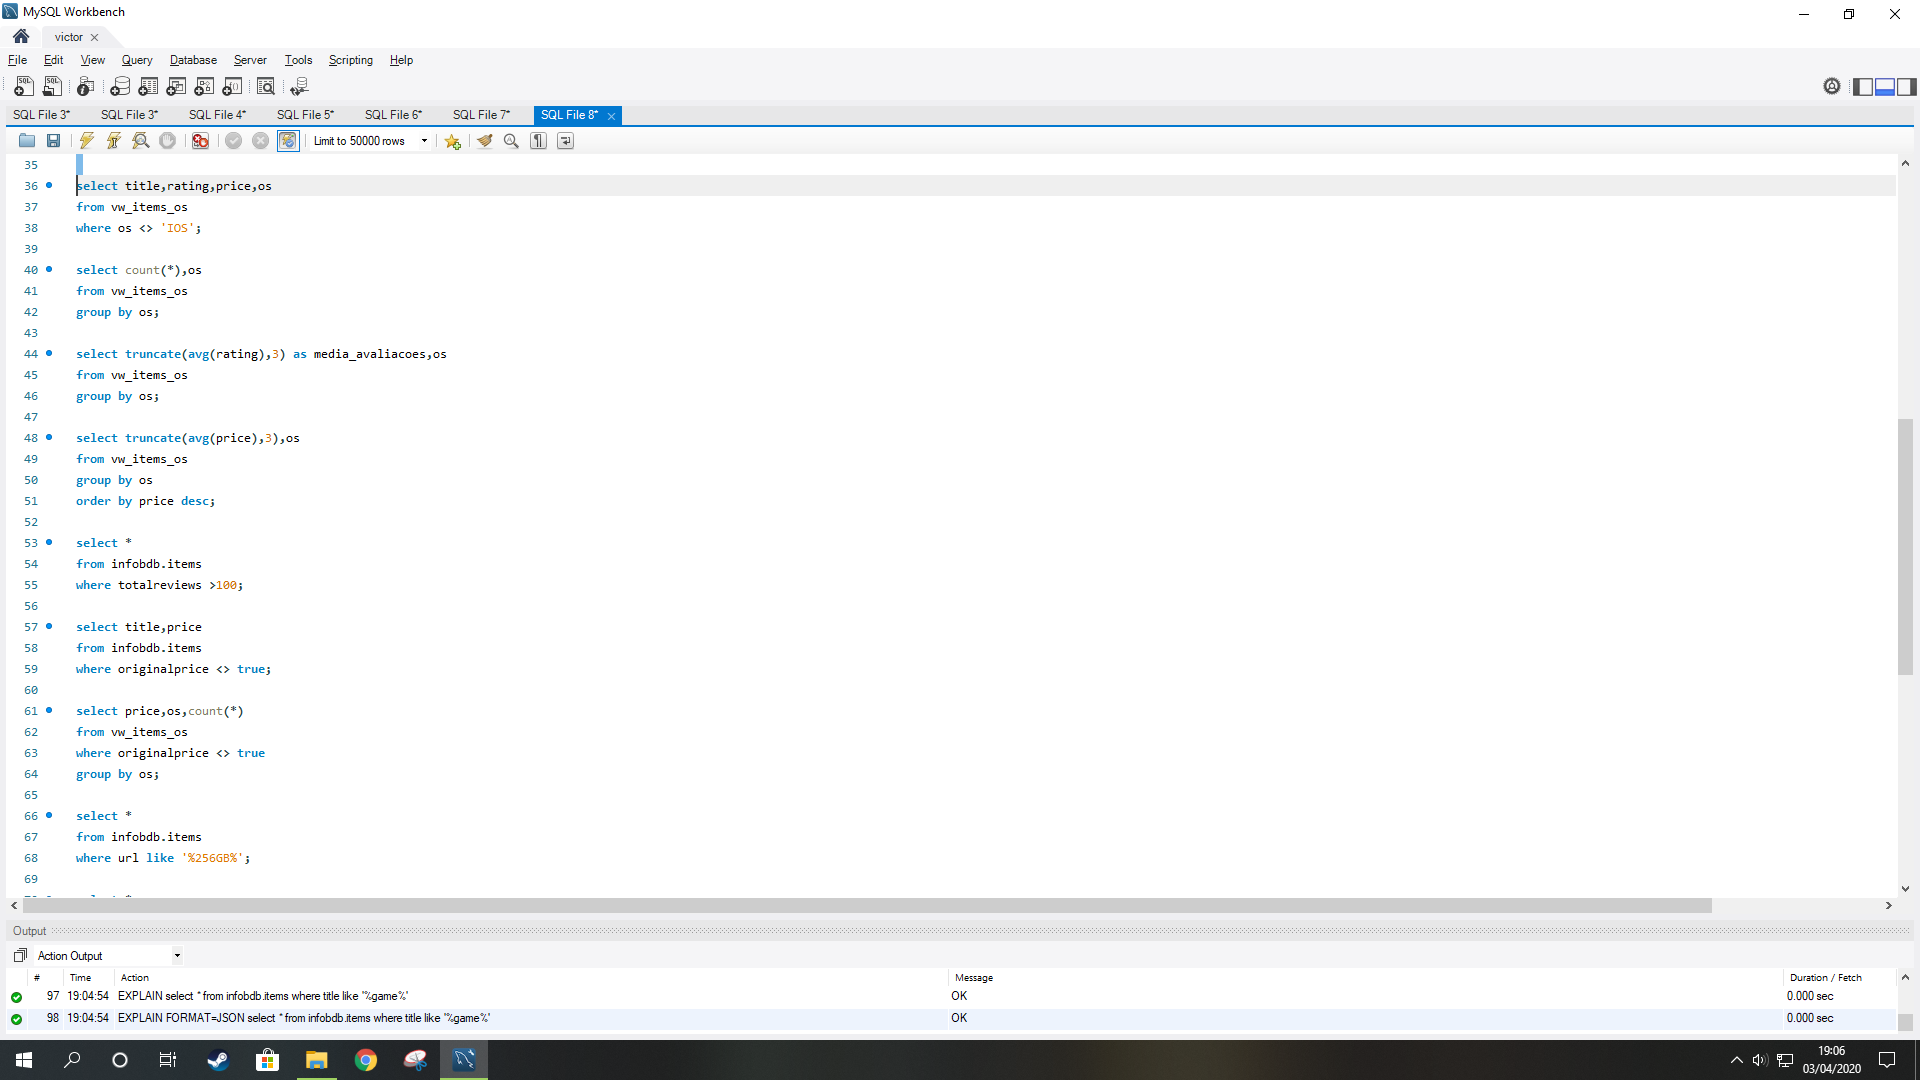 MySQL Workbench
victor
File Edit View Query Database Server Tools Scripting Help
SQL File 3* SQL File 3* SQL File 4* SQL File 5* SQL File 6* SQL File 7* SQL File 8*
Limit to 50000 rows
35
36 select title,rating,price,os
37 from vw_items_os
38 where os <> 'IOS';
39
40 select count(*),os
41 from vw_items_os
42 group by os;
43
44 select truncate(avg(rating),3) as media_avaliacoes,os
45 from vw_items_os
46 group by os;
47
48 select truncate(avg(price),3),os
49 from vw_items_os
50 group by os
51 order by price desc;
52
53 select *
54 from infobdb.items
55 where totalreviews >100;
56
57 select title,price
58 from infobdb.items
59 where originalprice <> true;
60
61 select price,os,count(*)
62 from vw_items_os
63 where originalprice <> true
64 group by os;
65
66 select *
67 from infobdb.items
68 where url like '%256GB%';
69
Output
Action Output
# Time Action Message Duration / Fetch
97 19:04:54 EXPLAIN select * from infobdb.items where title like '%game%' OK 0.000 sec
98 19:04:54 EXPLAIN FORMAT=JSON select * from infobdb.items where title like '%game%' OK 0.000 sec
19:06
03/04/2020